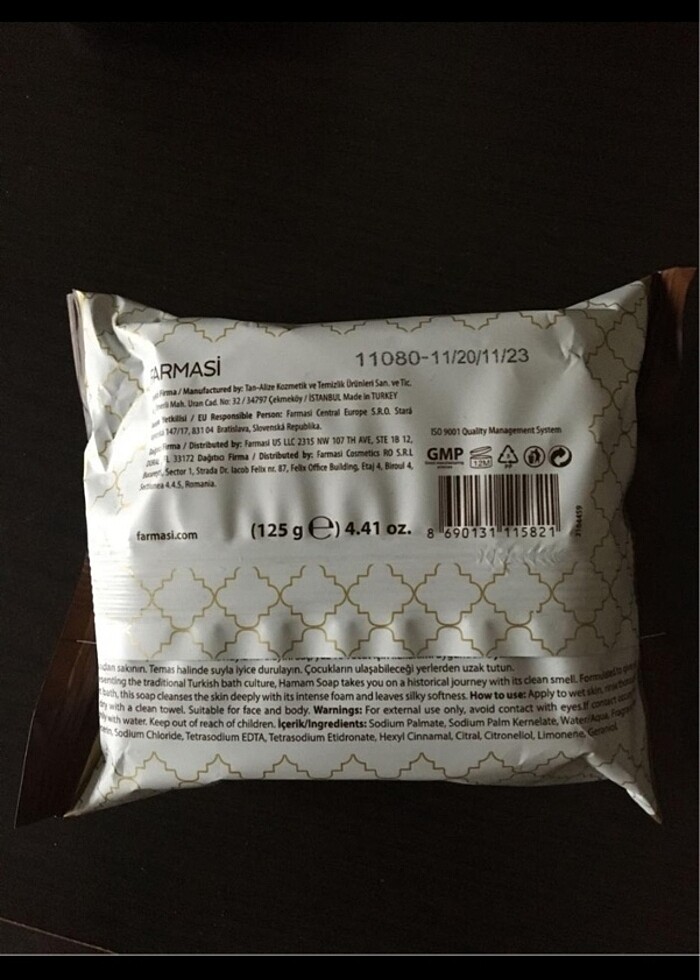 ARMASİ
11080-11/20/11/23
Firma / Manufactured by: Tan-Alize Kozmetik ve Temizlik Ürünleri San. ve Tic.
Mah. Uran Cad. No: 32 / 34797 Çekmeköy / İSTANBUL Made in TURKEY
Yetkilisi / EU Responsible Person: Farmasi Central Europe S.R.O. Stará
147/17, 831 04 Bratislava, Slovenská Republika.
Firma / Distributed by: Farmasi US LLC 2315 NW 107 TH AVE, STE 1B 12,
33172 Dağıtıcı Firma / Distributed by: Farmasi Cosmetics RO S.R.L
Sector 1, Strada Dr. Iacob Felix nr. 87, Felix Office Building, Etaj 4, Biroul 4,
4.4.5, Romania.
ISO 9001 Quality Management System
GMP 12M PP
farmasi.com
(125 g ℮) 4.41 oz.
8 690131 115821
sakının. Temas halinde suyla iyice durulayın. Çocukların ulaşabileceği yerlerden uzak tutun.
senting the traditional Turkish bath culture, Hamam Soap takes you on a historical journey with its clean smell. Formulated
bath, this soap cleanses the skin deeply with its intense foam and leaves silky softness. How to use: Apply to wet skin,
dry with a clean towel. Suitable for face and body. Warnings: For external use only, avoid contact with eyes. If contact
with water. Keep out of reach of children. İçerik/Ingredients: Sodium Palmate, Sodium Palm Kernelate, Water/Aqua,
Sodium Chloride, Tetrasodium EDTA, Tetrasodium Etidronate, Hexyl Cinnamal, Citral, Citronellol, Limonene, Geraniol.